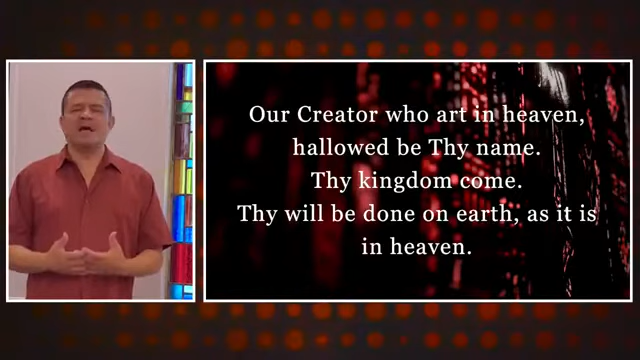 Our Creator who art in heaven,
hallowed be Thy name.
Thy kingdom come.
Thy will be done on earth, as it is
in heaven.